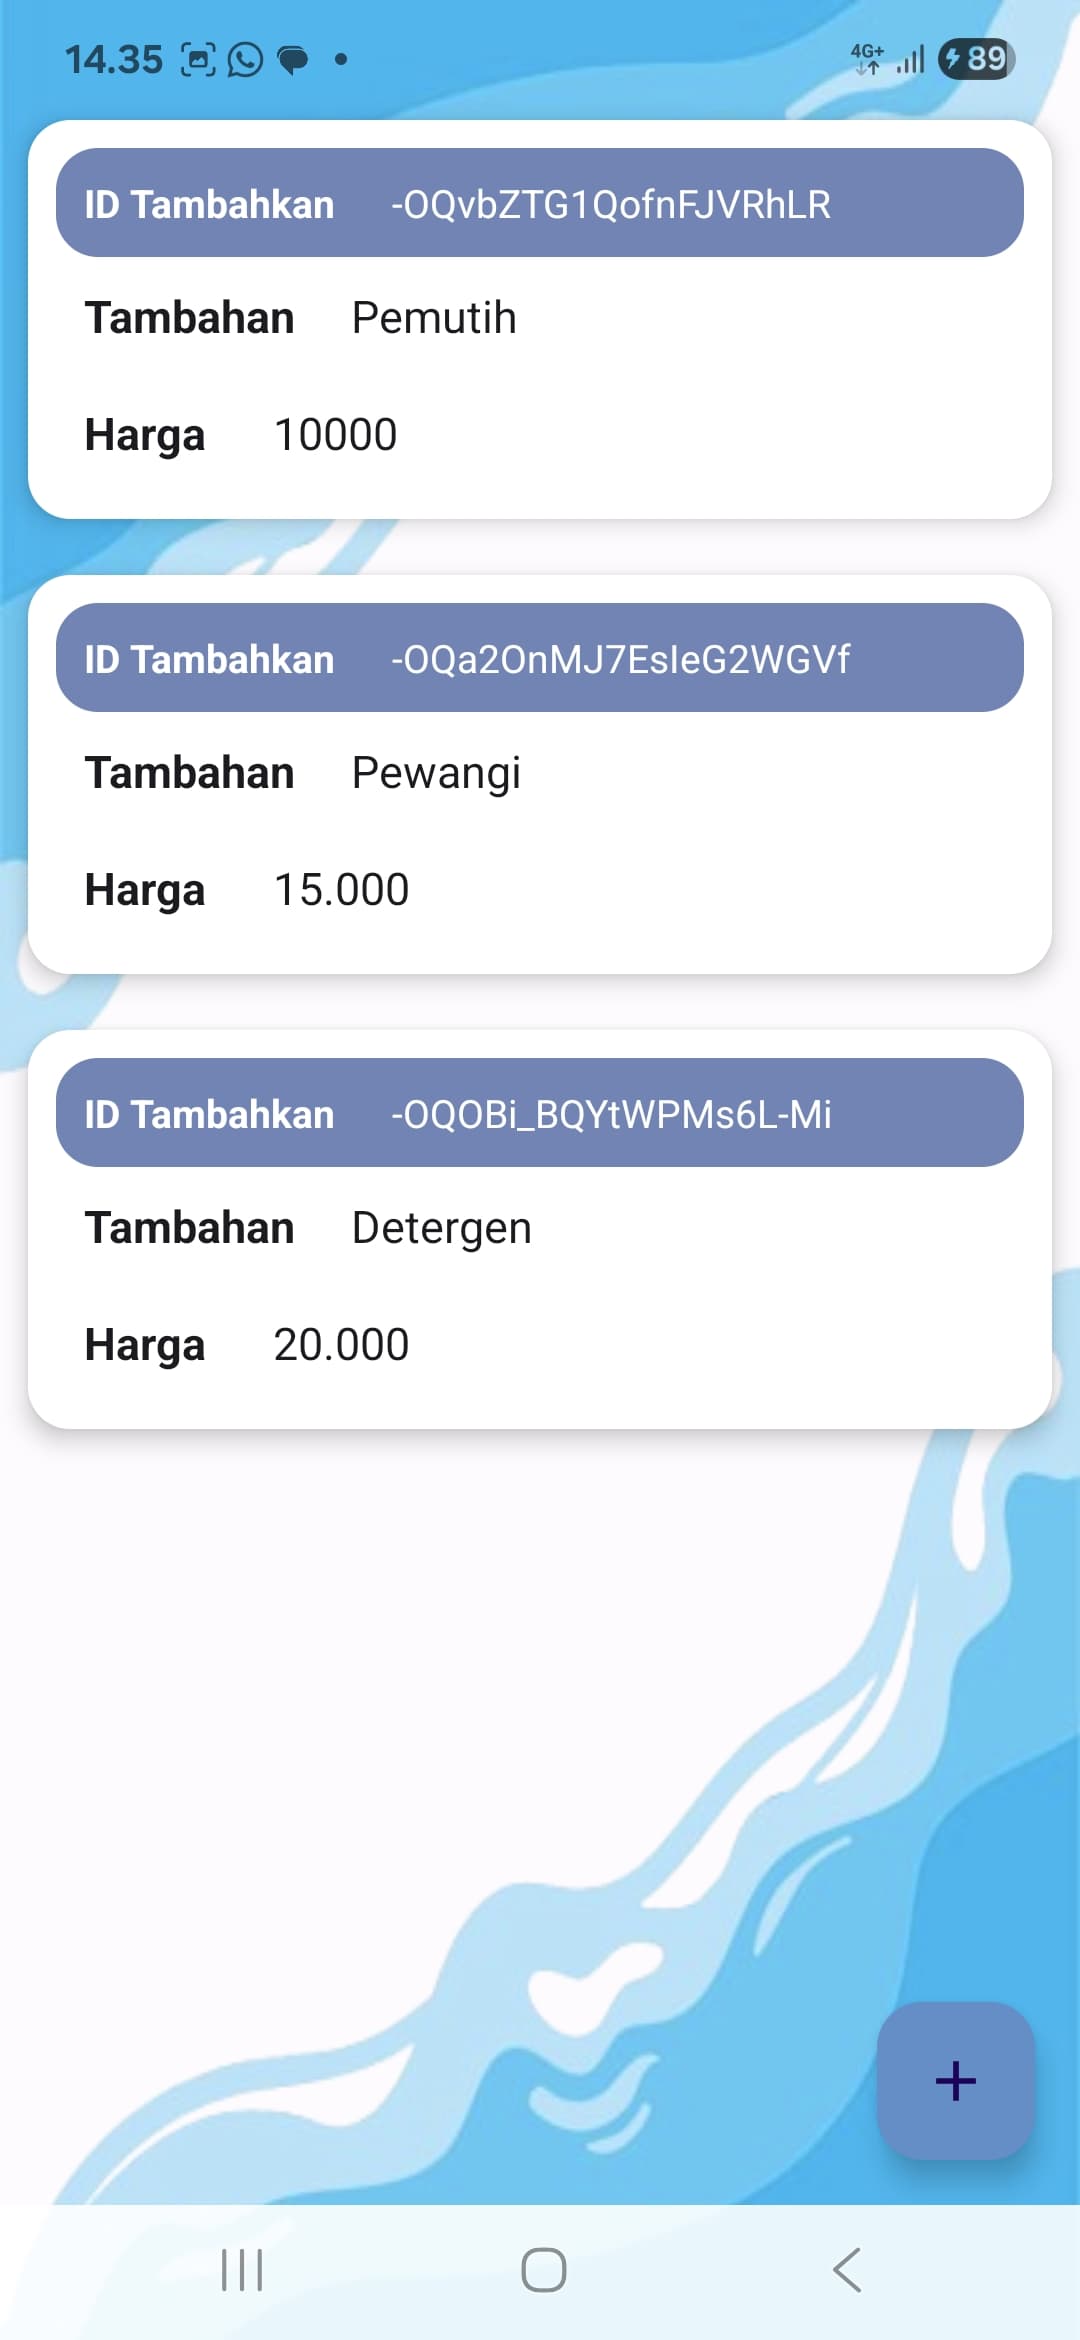 14.35 4G+ 89
ID Tambahkan -OQvbZTG1QofnFJVRhLR
Tambahan Pemutih
Harga 10000
ID Tambahkan -OQa2OnMJ7EsIeG2WGVf
Tambahan Pewangi
Harga 15.000
ID Tambahkan -OQOBi_BQYtWPMs6L-Mi
Tambahan Detergen
Harga 20.000
+